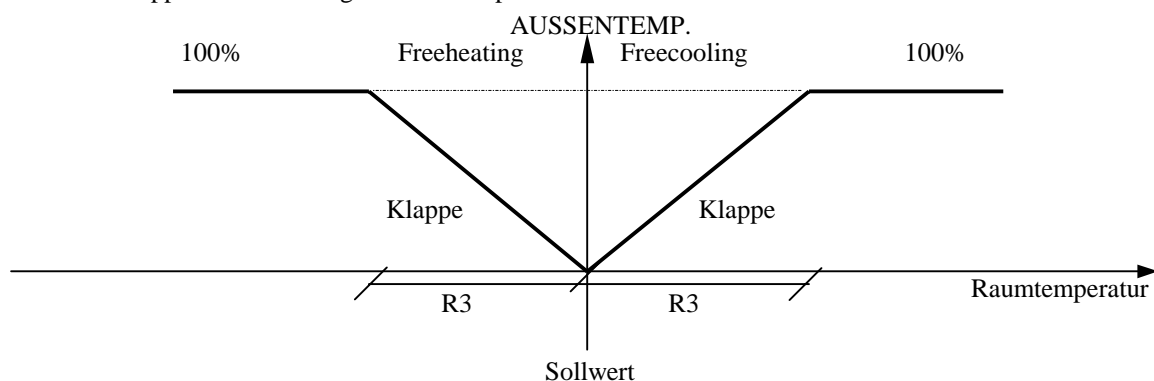 AUSSENTEMP.
100% Freeheating Freecooling 100%
Klappe Klappe
R3 R3
Raumtemperatur
Sollwert